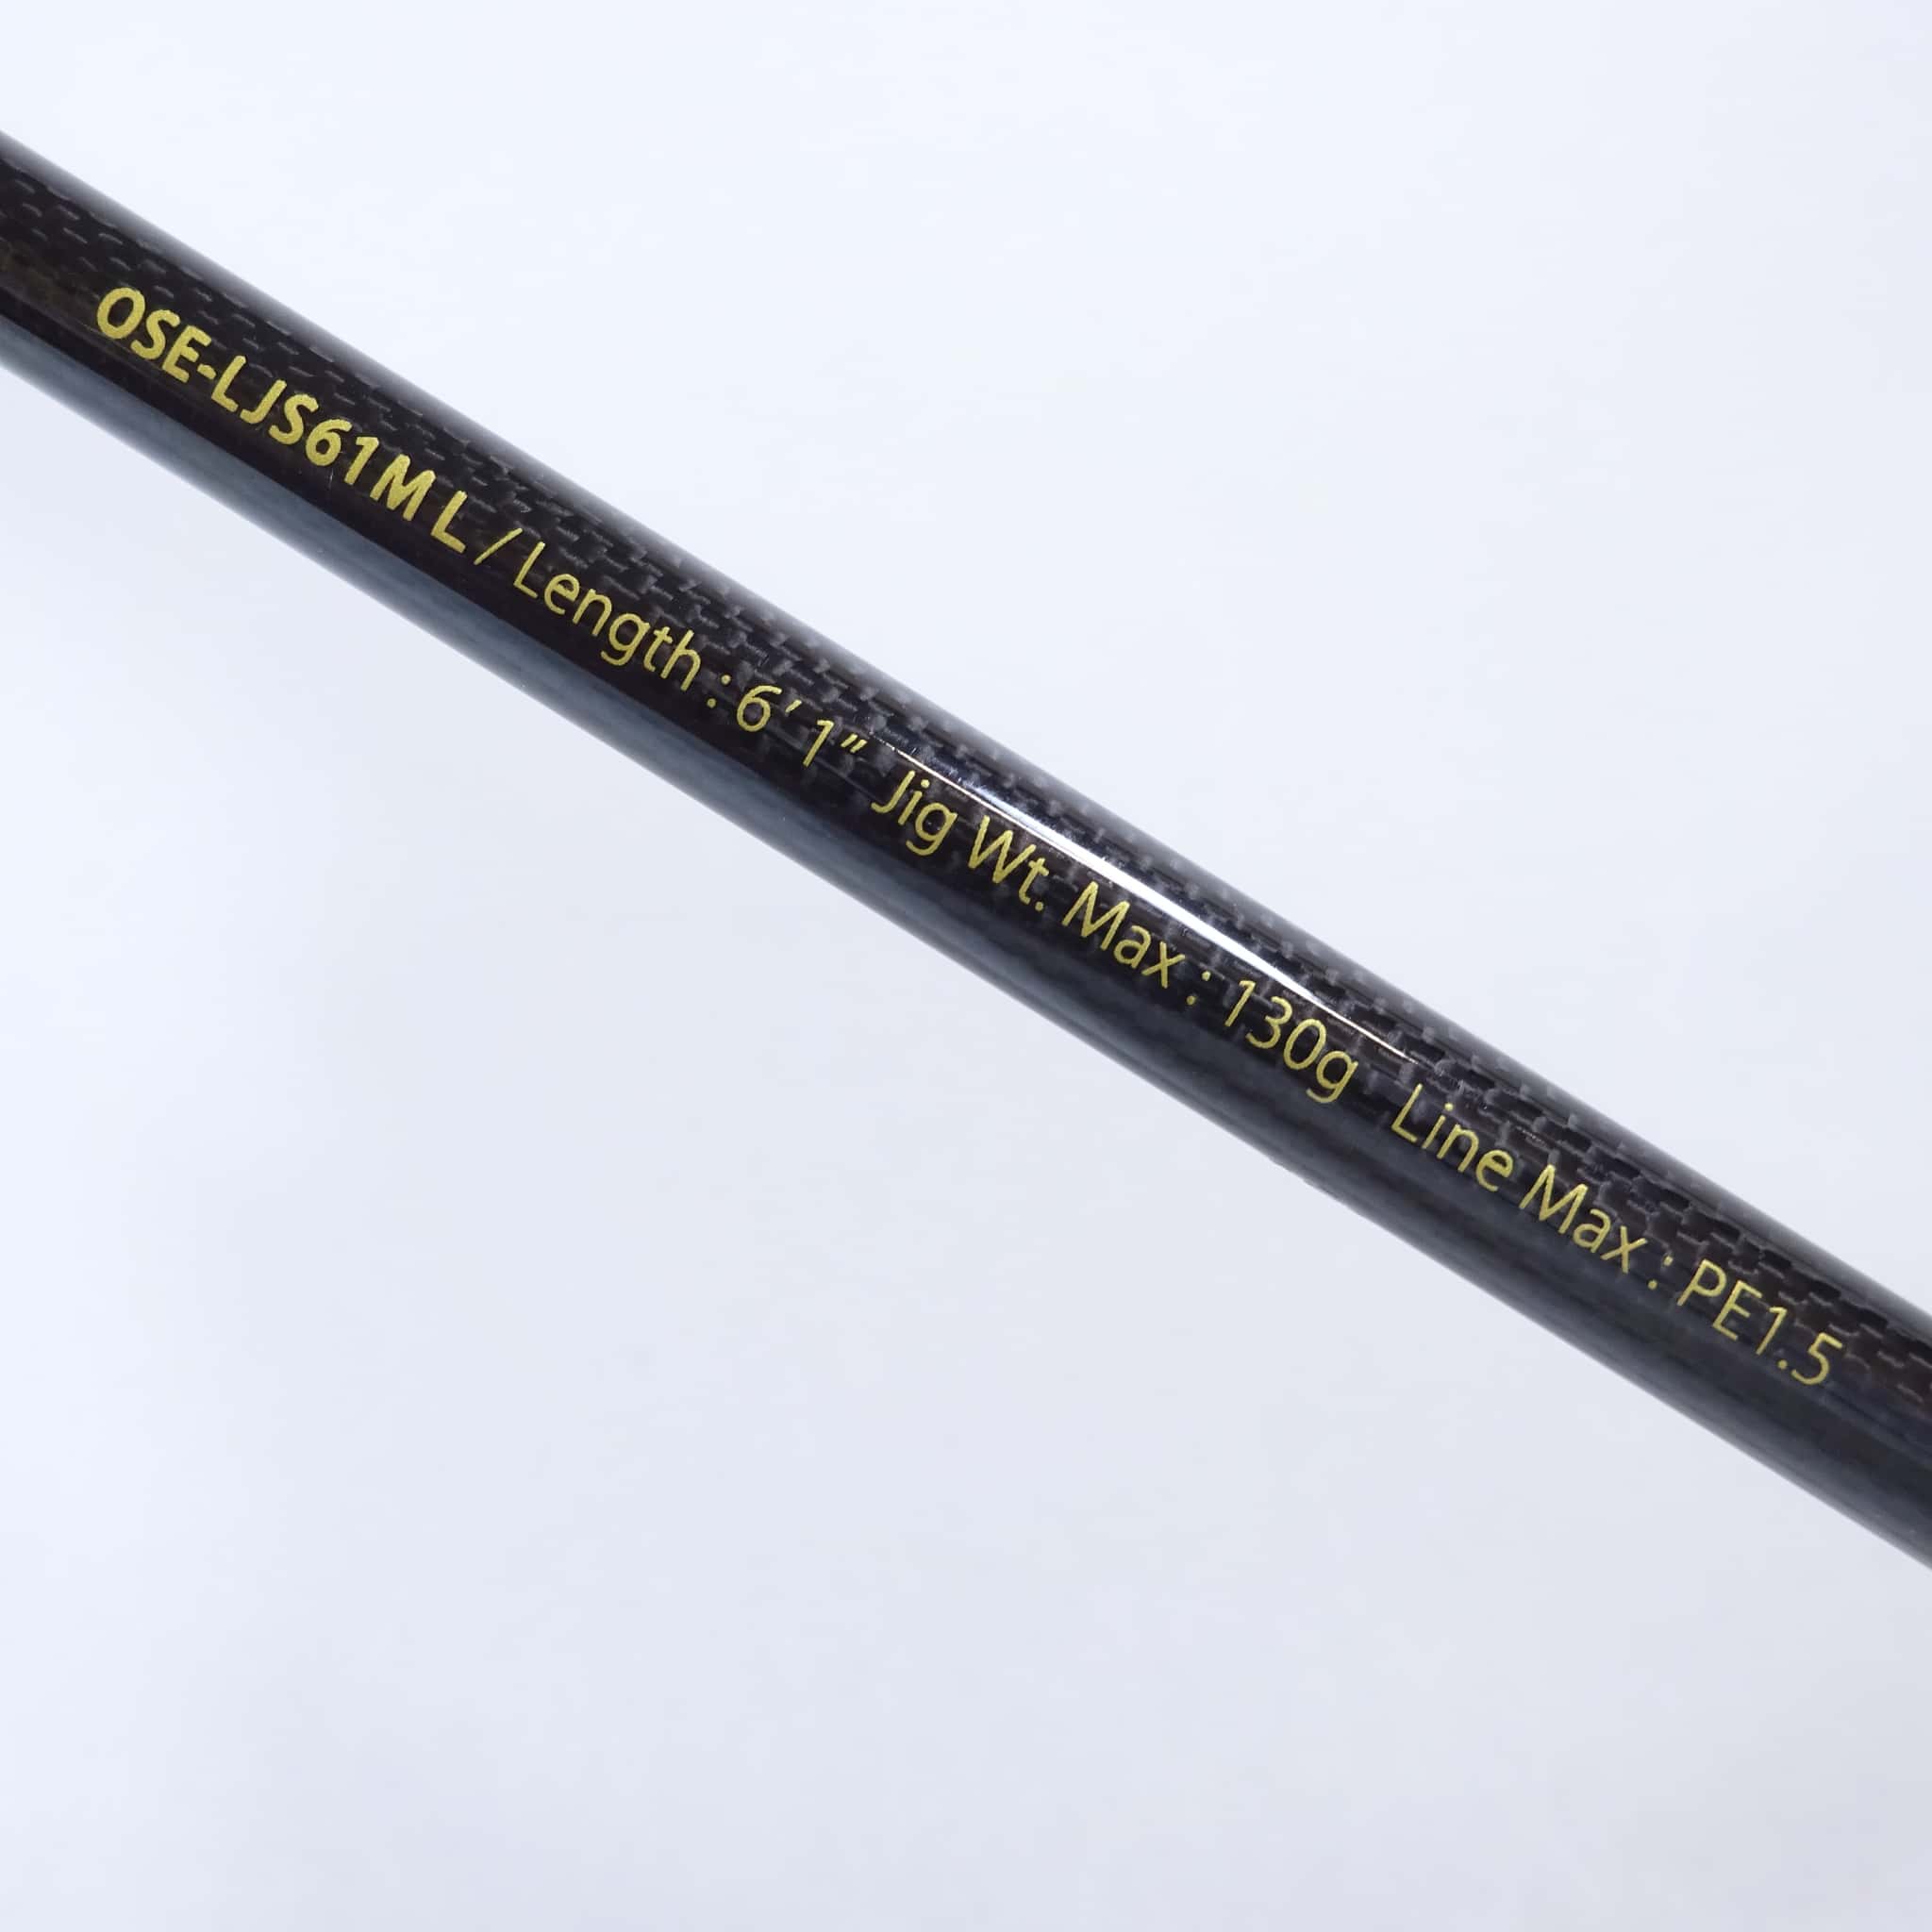 OSE-LJS61ML / Length : 6' 1" Jig Wt. Max : 130g Line Max : PE1.5